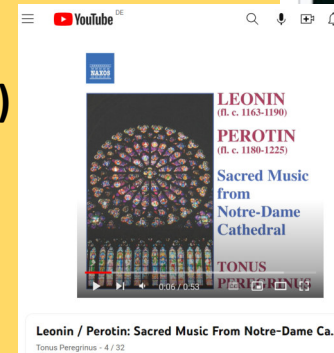 )
YouTube DE
NAXOS
LEONIN
(fl. c. 1163-1190)
PEROTIN
(fl. c. 1180-1225)
Sacred Music
from
Notre-Dame
Cathedral
TONUS
PEREGRINUS
0:06 / 0:53
Leonin / Perotin: Sacred Music From Notre-Dame Ca.
Tonus Peregrinus - 4 / 32